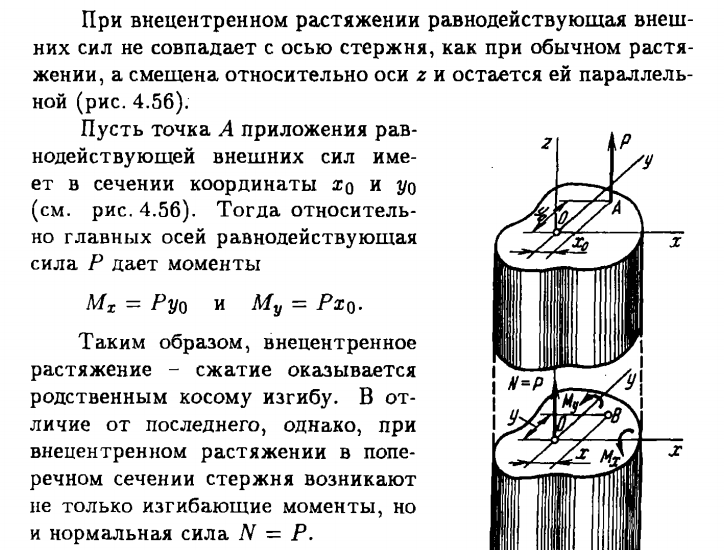 При внецентренном растяжении равнодействующая внеш-
них сил не совпадает с осью стержня, как при обычном растя-
жении, а смещена относительно оси z и остается ей параллель-
ной (рис. 4.56).
Пусть точка A приложения рав-
нодействующей внешних сил име-
ет в сечении координаты x₀ и y₀
(см. рис. 4.56). Тогда относитель-
но главных осей равнодействующая
сила P дает моменты
Mₓ = Py₀ и M_y = Px₀.
Таким образом, внецентренное
растяжение – сжатие оказывается
родственным косому изгибу. В от-
личие от последнего, однако, при
внецентренном растяжении в попе-
речном сечении стержня возникают
не только изгибающие моменты, но
и нормальная сила N = P.
z
P
y
y₀
O
A
x₀
x
N=P
y
M_y
y
O
B
x
Mₓ
x